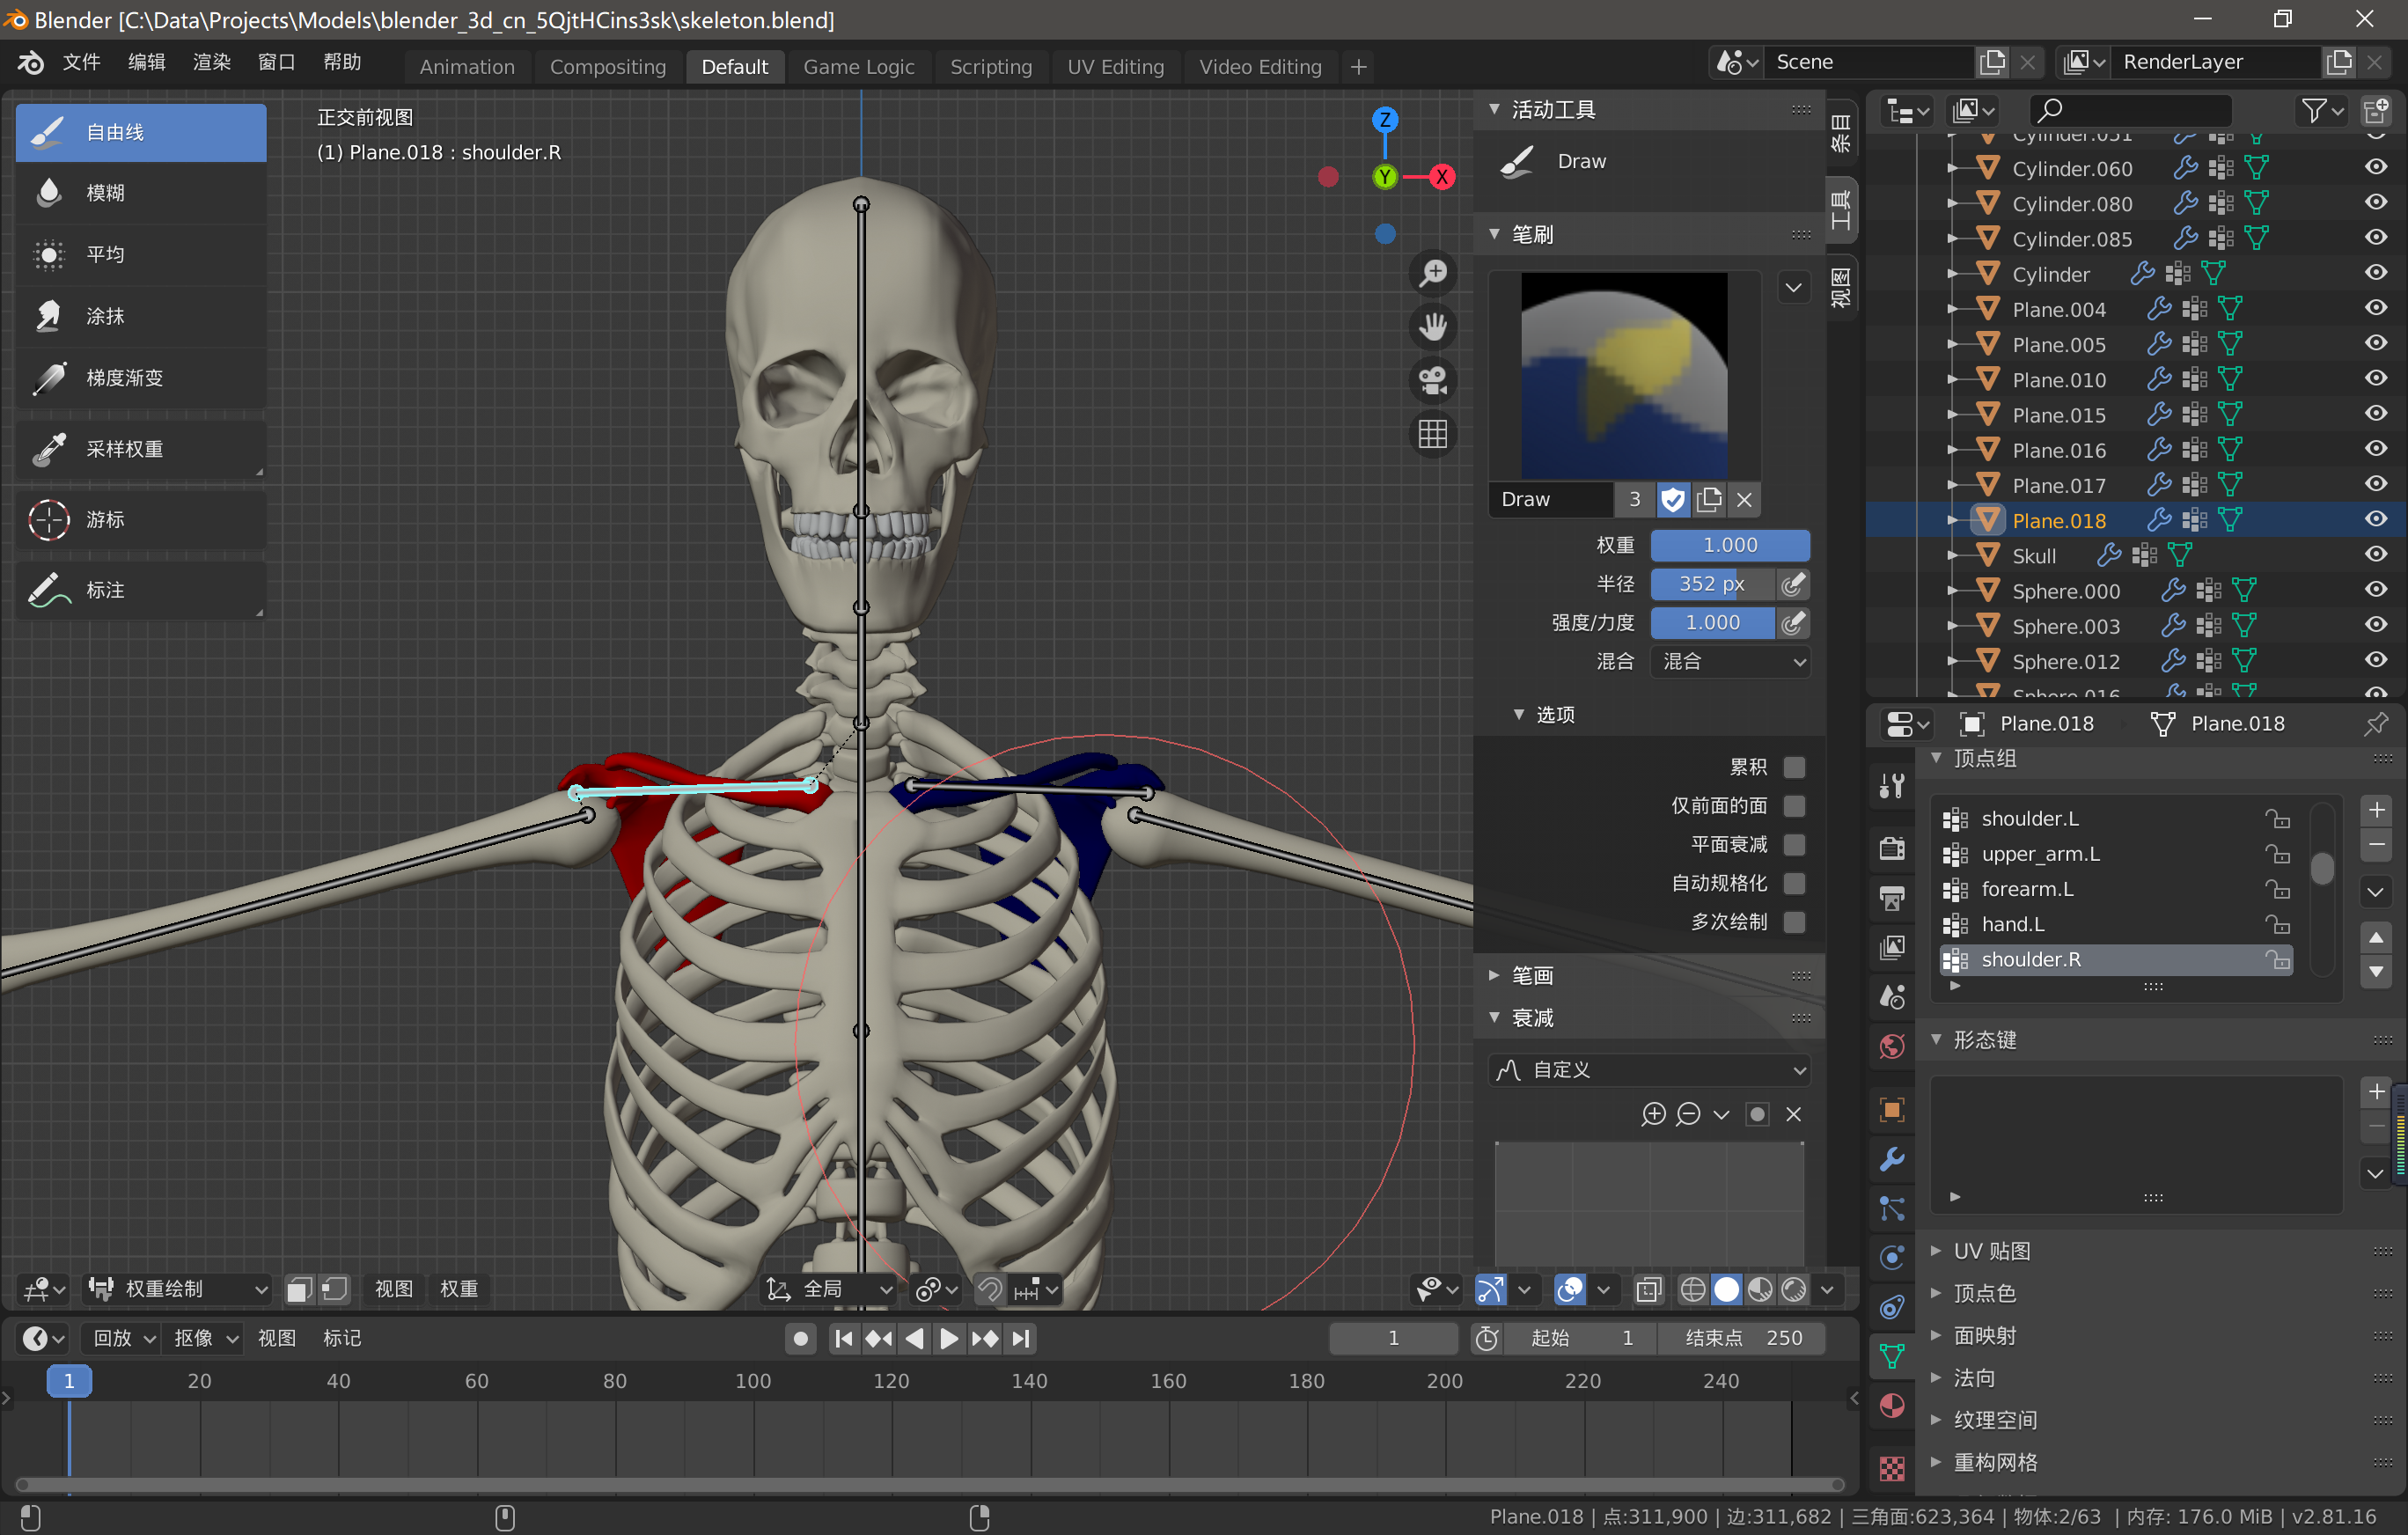 Blender [C:\Data\Projects\Models\blender_3d_cn_5QjtHCins3sk\skeleton.blend]
文件 编辑 渲染 窗口 帮助 Animation Compositing Default Game Logic Scripting UV Editing Video Editing Scene RenderLayer
自由线
模糊
平均
涂抹
梯度渐变
采样权重
游标
标注
正交前视图
(1) Plane.018 : shoulder.R
Z
Y
X
活动工具
Draw
笔刷
Draw 3
权重 1.000
半径 352 px
强度/力度 1.000
混合 混合
选项
累积
仅前面的面
平面衰减
自动规格化
多次绘制
笔画
衰减
自定义
条目
工具
视图
Cylinder.051
Cylinder.060
Cylinder.080
Cylinder.085
Cylinder
Plane.004
Plane.005
Plane.010
Plane.015
Plane.016
Plane.017
Plane.018
Skull
Sphere.000
Sphere.003
Sphere.012
Sphere.016
Plane.018 Plane.018
顶点组
shoulder.L
upper_arm.L
forearm.L
hand.L
shoulder.R
形态键
UV 贴图
顶点色
面映射
法向
纹理空间
重构网格
权重绘制 视图 权重 全局
回放 抠像 视图 标记 1 起始 1 结束点 250
1 20 40 60 80 100 120 140 160 180 200 220 240
Plane.018 | 点:311,900 | 边:311,682 | 三角面:623,364 | 物体:2/63 | 内存: 176.0 MiB | v2.81.16